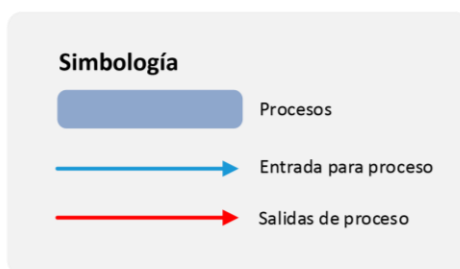 Simbología
Procesos
Entrada para proceso
Salidas de proceso